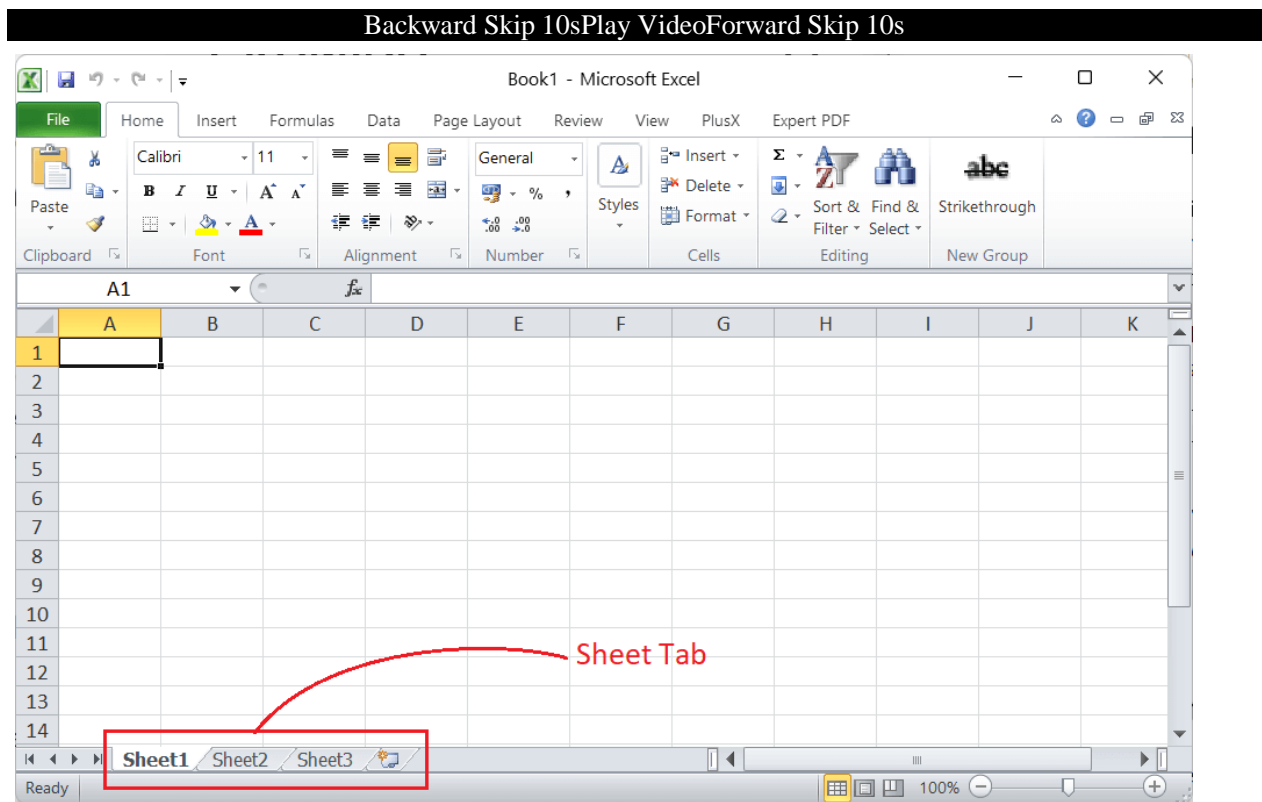 Backward Skip 10sPlay VideoForward Skip 10s
Book1 - Microsoft Excel
File Home Insert Formulas Data Page Layout Review View PlusX Expert PDF
Calibri 11 General Insert Σ abc
B I U A A % , Delete
Paste Styles Sort & Find & Strikethrough
A Format Filter Select
Clipboard Font Alignment Number Cells Editing New Group
A1 fx
A B C D E F G H I J K
1
2
3
4
5
6
7
8
9
10
11
Sheet Tab
12
13
14
Sheet1 Sheet2 Sheet3
Ready 100%